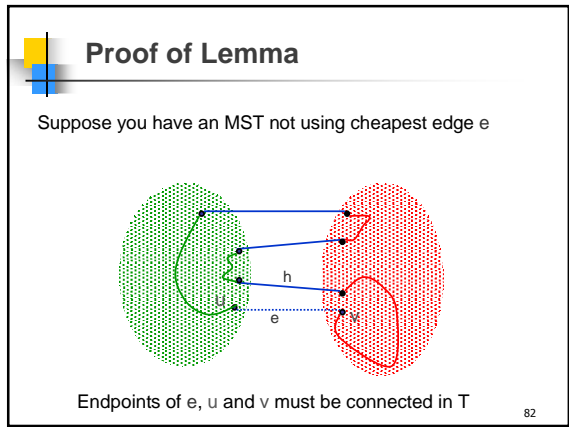 Proof of Lemma
Suppose you have an MST not using cheapest edge e
h
u
e
v
Endpoints of e, u and v must be connected in T
82